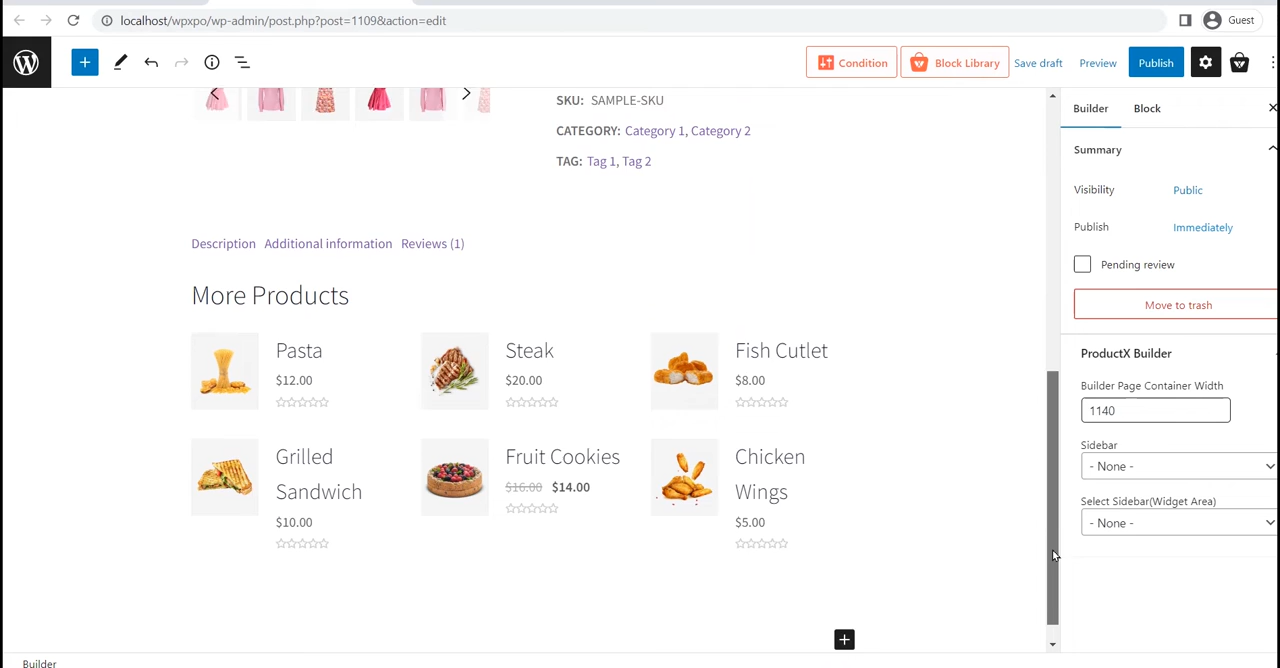 localhost/wpxpo/wp-admin/post.php?post=1109&action=edit
Guest
Condition
Block Library
Save draft
Preview
Publish
SKU: SAMPLE-SKU
CATEGORY: Category 1, Category 2
TAG: Tag 1, Tag 2
Description Additional information Reviews (1)
More Products
Pasta
$12.00
Steak
$20.00
Fish Cutlet
$8.00
Grilled
Sandwich
$10.00
Fruit Cookies
$16.00 $14.00
Chicken
Wings
$5.00
Builder
Block
Summary
Visibility Public
Publish Immediately
Pending review
Move to trash
ProductX Builder
Builder Page Container Width
1140
Sidebar
- None -
Select Sidebar(Widget Area)
- None -
Builder